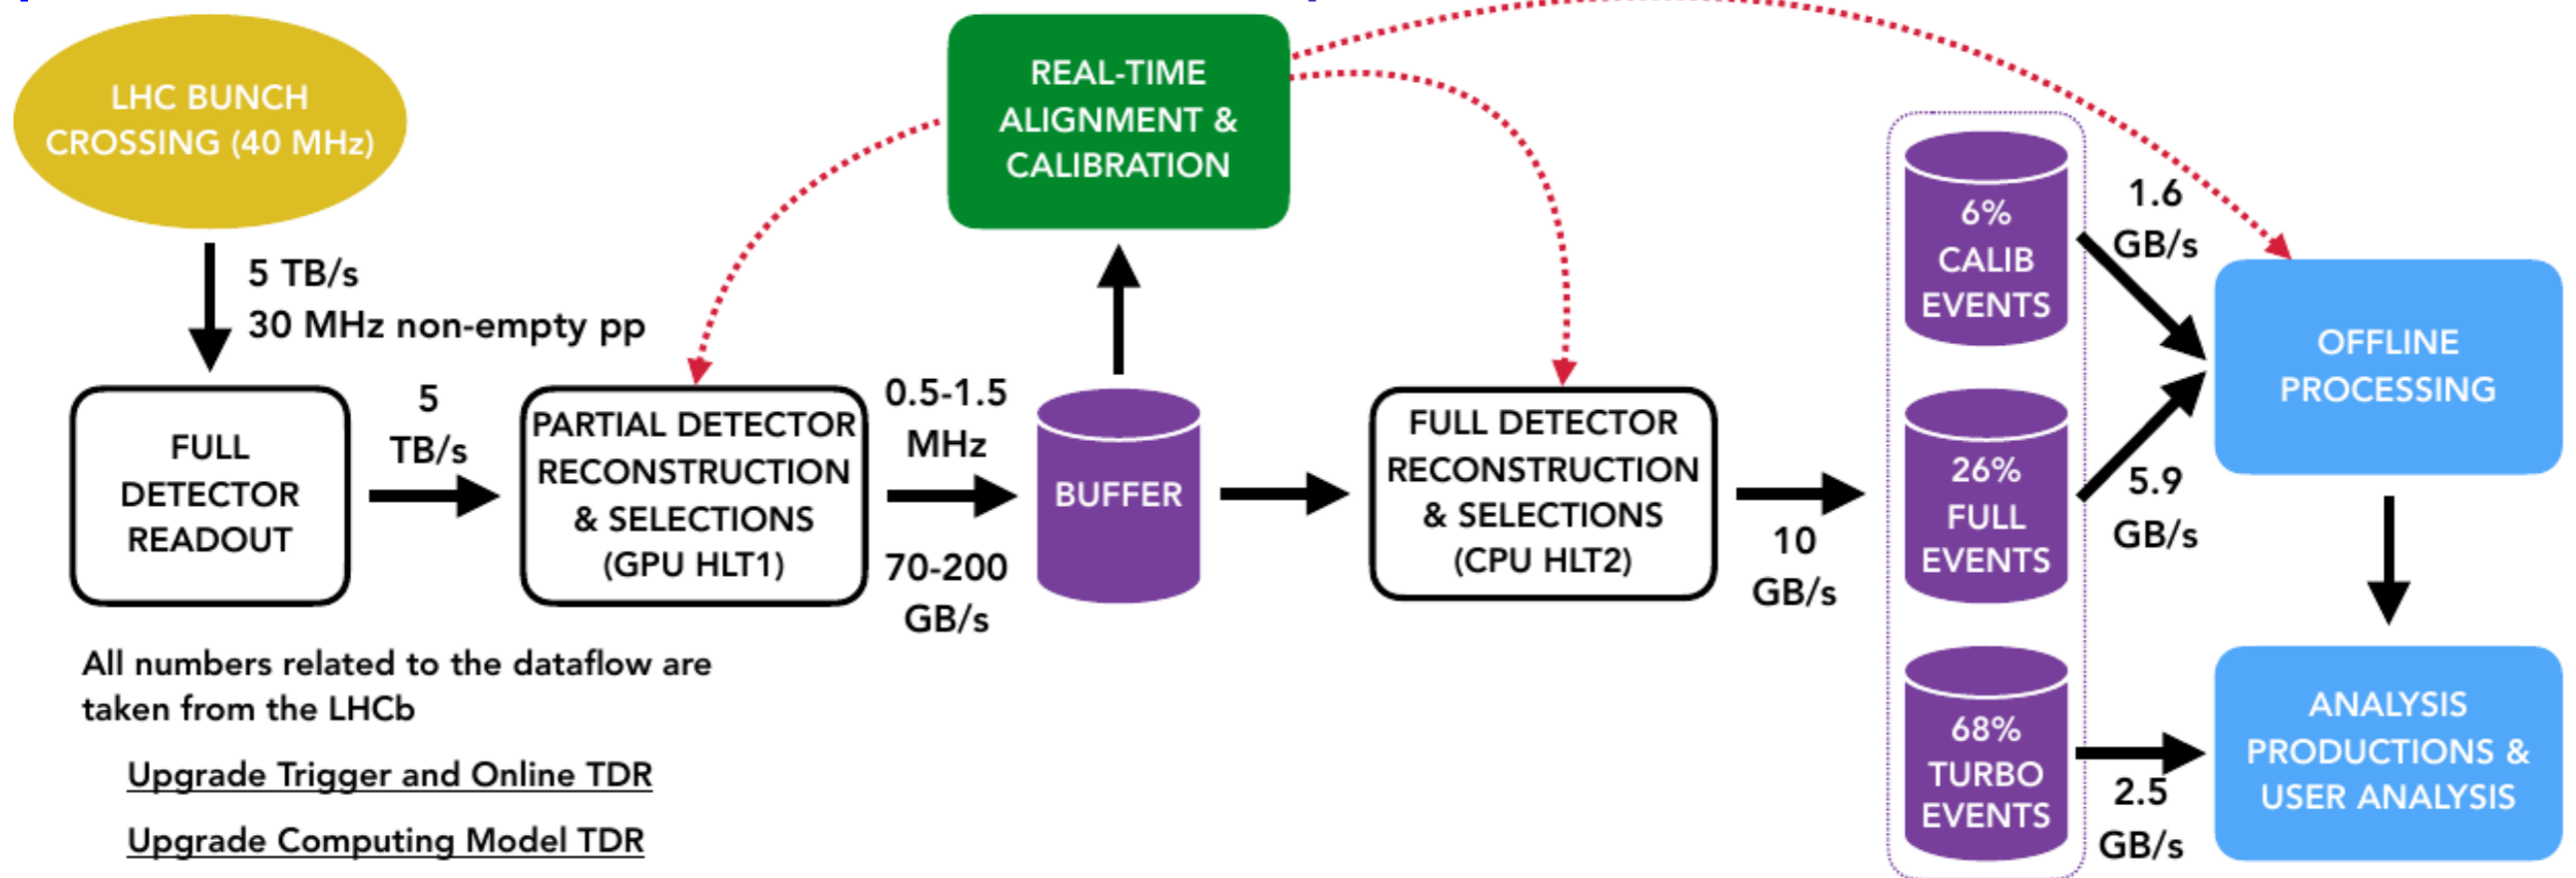 LHC BUNCH
CROSSING (40 MHz)
5 TB/s
30 MHz non-empty pp
FULL
DETECTOR
READOUT
5
TB/s
PARTIAL DETECTOR
RECONSTRUCTION
& SELECTIONS
(GPU HLT1)
0.5-1.5
MHz
70-200
GB/s
REAL-TIME
ALIGNMENT &
CALIBRATION
BUFFER
FULL DETECTOR
RECONSTRUCTION
& SELECTIONS
(CPU HLT2)
10
GB/s
6%
CALIB
EVENTS
1.6
GB/s
26%
FULL
EVENTS
5.9
GB/s
68%
TURBO
EVENTS
2.5
GB/s
OFFLINE
PROCESSING
ANALYSIS
PRODUCTIONS &
USER ANALYSIS
All numbers related to the dataflow are
taken from the LHCb
Upgrade Trigger and Online TDR
Upgrade Computing Model TDR